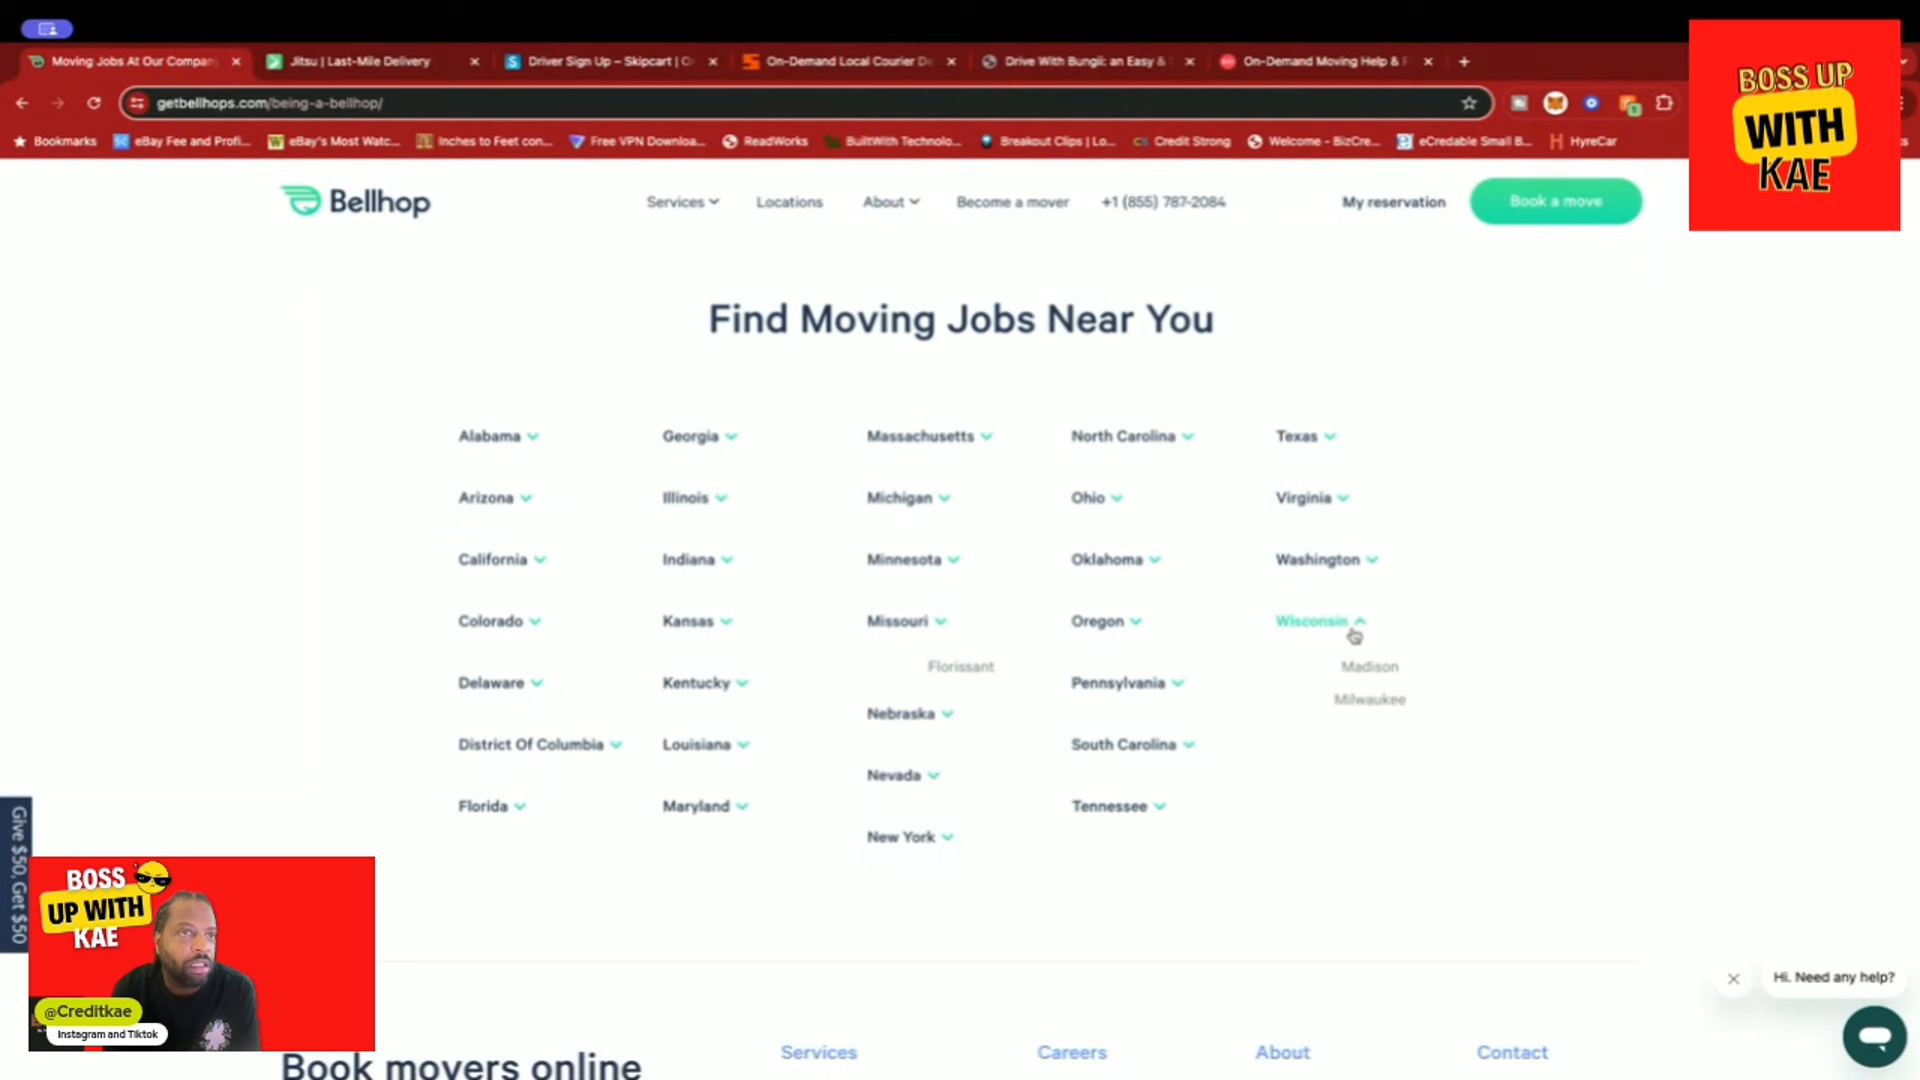 Moving Jobs At Our Compan
Jitsu | Last-Mile Delivery
Driver Sign Up – Skipcart | O
On-Demand Local Courier De
Drive With Bungii: an Easy &
On-Demand Moving Help & F
getbellhops.com/being-a-bellhop/
Bookmarks
eBay Fee and Profi...
eBay's Most Watc...
Inches to Feet con...
Free VPN Downloa...
ReadWorks
BuiltWith Technolo...
Breakout Clips | Lo...
Credit Strong
Welcome - BizCre...
eCredable Small B...
HyreCar
BOSS UP
WITH
KAE
Bellhop
Services
Locations
About
Become a mover
+1 (855) 787-2084
My reservation
Book a move
Find Moving Jobs Near You
Alabama
Georgia
Massachusetts
North Carolina
Texas
Arizona
Illinois
Michigan
Ohio
Virginia
California
Indiana
Minnesota
Oklahoma
Washington
Colorado
Kansas
Missouri
Oregon
Wisconsin
Florissant
Madison
Delaware
Kentucky
Pennsylvania
Milwaukee
Nebraska
District Of Columbia
Louisiana
South Carolina
Nevada
Florida
Maryland
Tennessee
New York
Give $50, Get $50
BOSS
UP WITH
KAE
@Creditkae
Instagram and Tiktok
Hi. Need any help?
Book movers online
Services
Careers
About
Contact